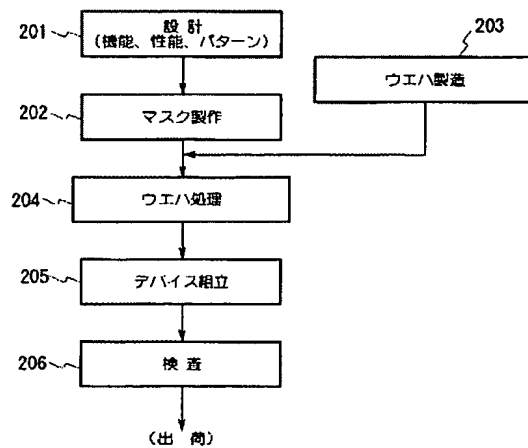 201
設 計
(機能、性能、パターン)
203
ウエハ製造
202
マスク製作
204
ウエハ処理
205
デバイス組立
206
検 査
(出 荷)